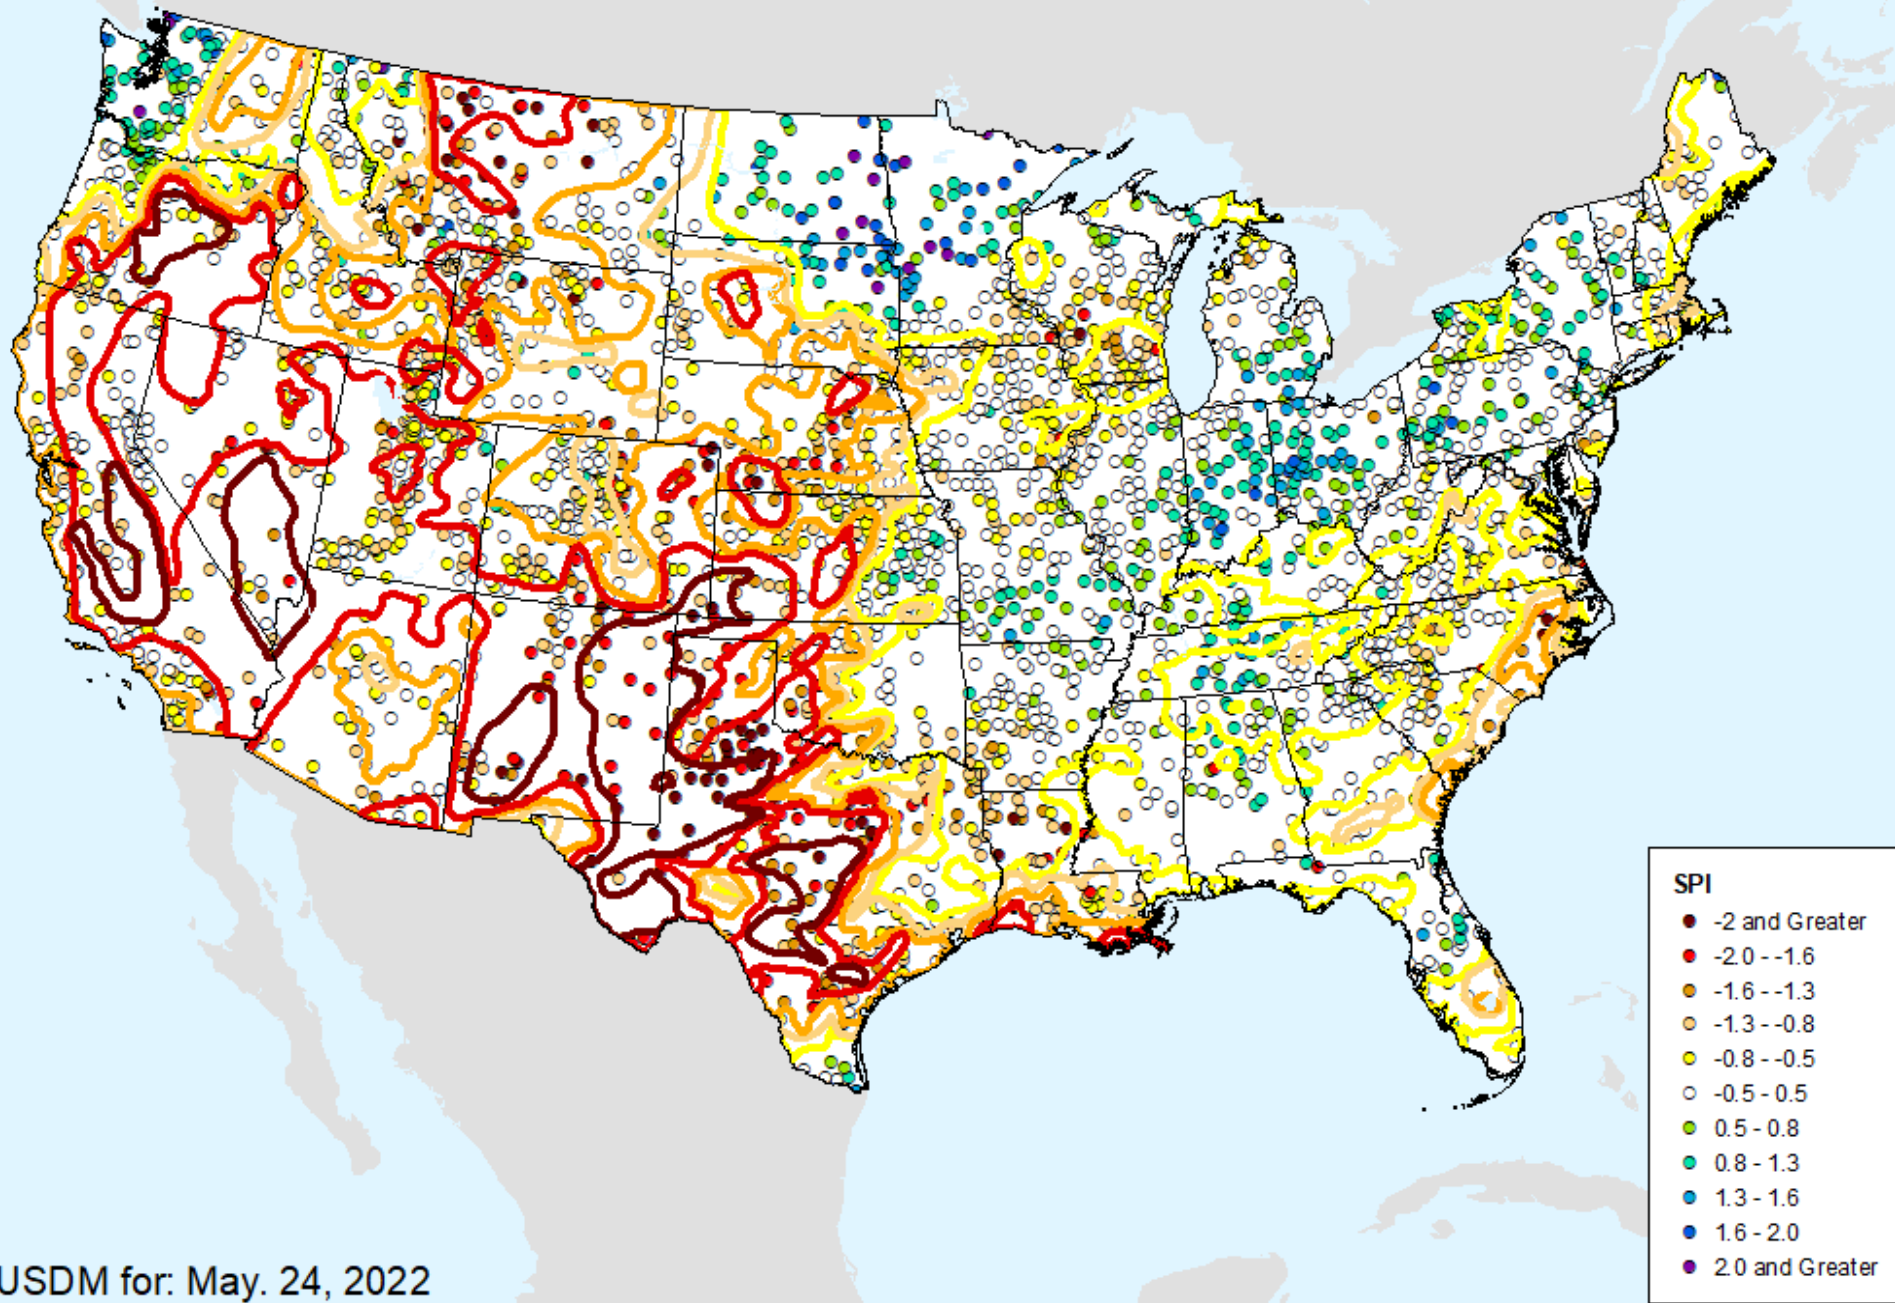 SPI
-2 and Greater
-2.0 - -1.6
-1.6 - -1.3
-1.3 - -0.8
-0.8 - -0.5
-0.5 - 0.5
0.5 - 0.8
0.8 - 1.3
1.3 - 1.6
1.6 - 2.0
2.0 and Greater
USDM for: May. 24, 2022